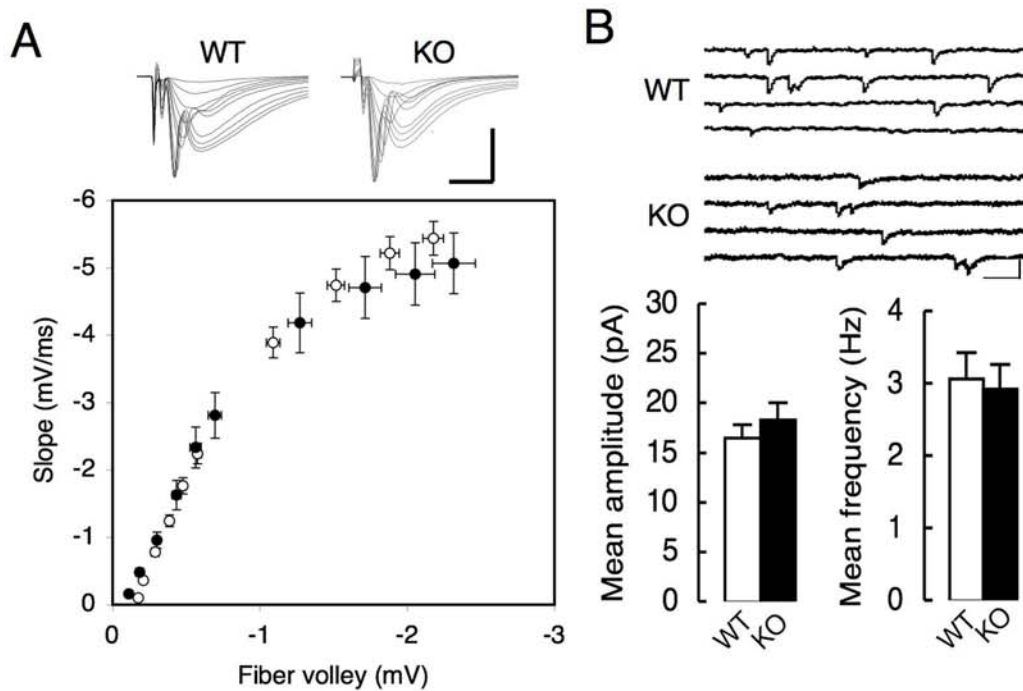 A
WT
KO
-6
-5
-4
-3
-2
-1
0
Slope (mV/ms)
0
-1
-2
-3
Fiber volley (mV)
B
WT
KO
30
25
20
15
10
5
0
Mean amplitude (pA)
WT
KO
4
3
2
1
0
Mean frequency (Hz)
WT
KO